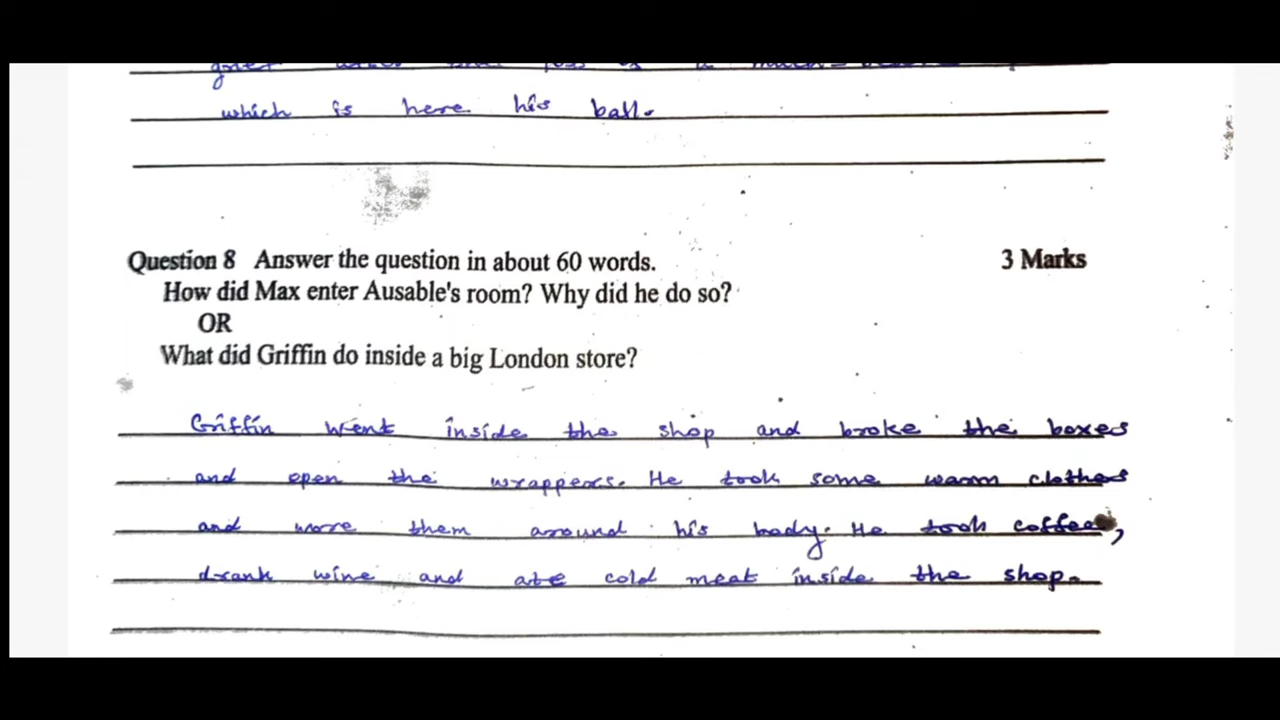 which is here his ball.
Question 8 Answer the question in about 60 words. 3 Marks
How did Max enter Ausable's room? Why did he do so?
OR
What did Griffin do inside a big London store?
Griffin went inside the shop and broke the boxes
and open the wrappers. He took some warm clothes
and wore them around his body. He took coffee,
drank wine and ate cold meat inside the shop.